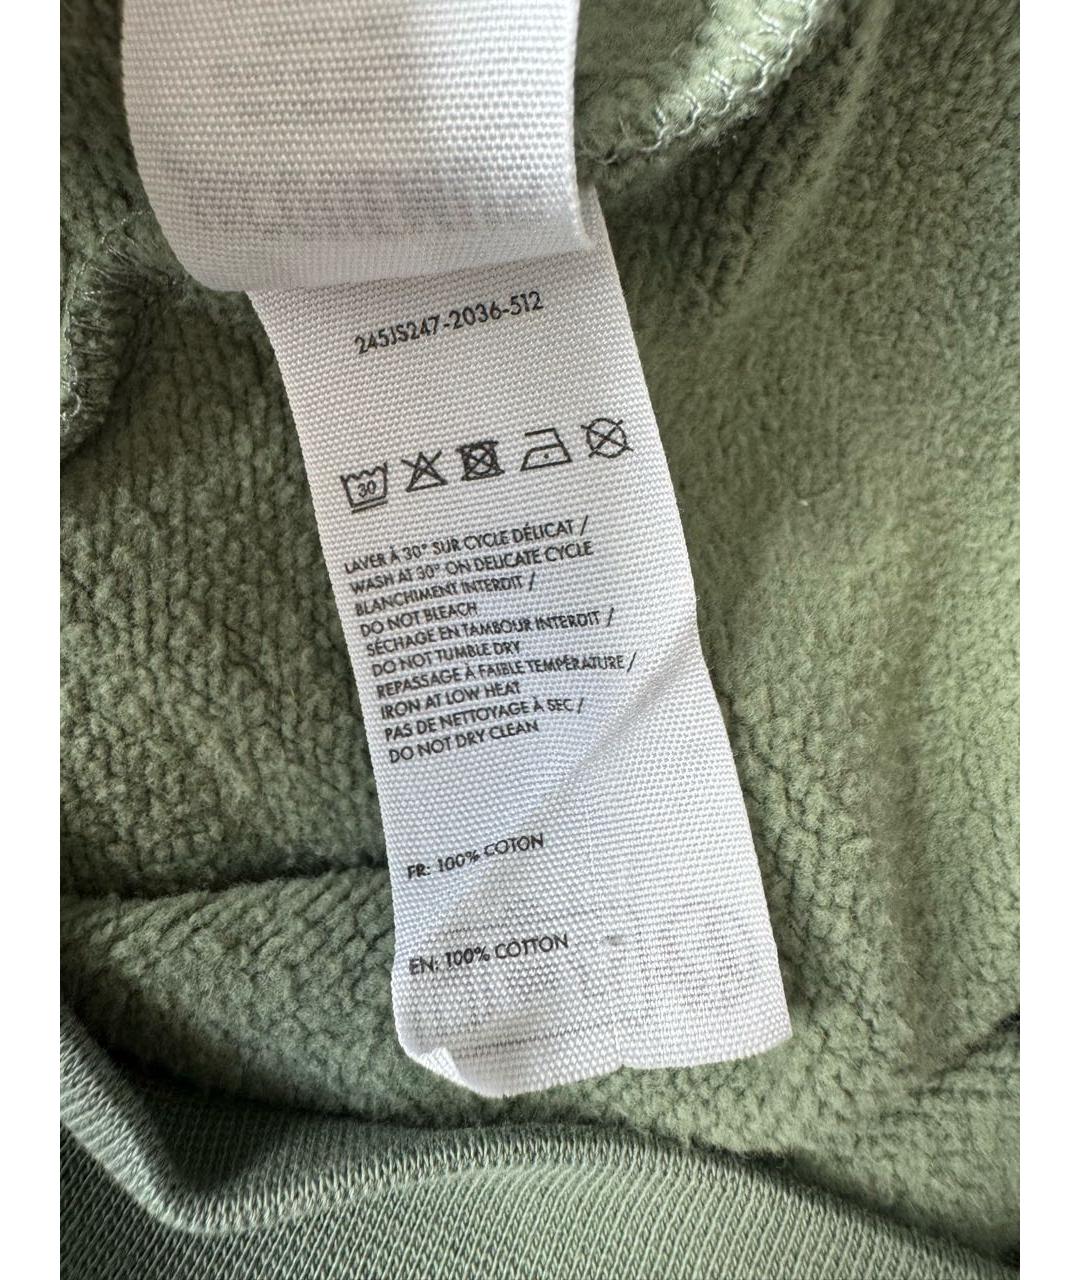 245JS247-2036-512
30
LAVER À 30° SUR CYCLE DÉLICAT /
WASH AT 30° ON DELICATE CYCLE
BLANCHIMENT INTERDIT /
DO NOT BLEACH
SÉCHAGE EN TAMBOUR INTERDIT /
DO NOT TUMBLE DRY
REPASSAGE À FAIBLE TEMPÉRATURE /
IRON AT LOW HEAT
PAS DE NETTOYAGE À SEC /
DO NOT DRY CLEAN
FR: 100% COTON
EN: 100% COTTON